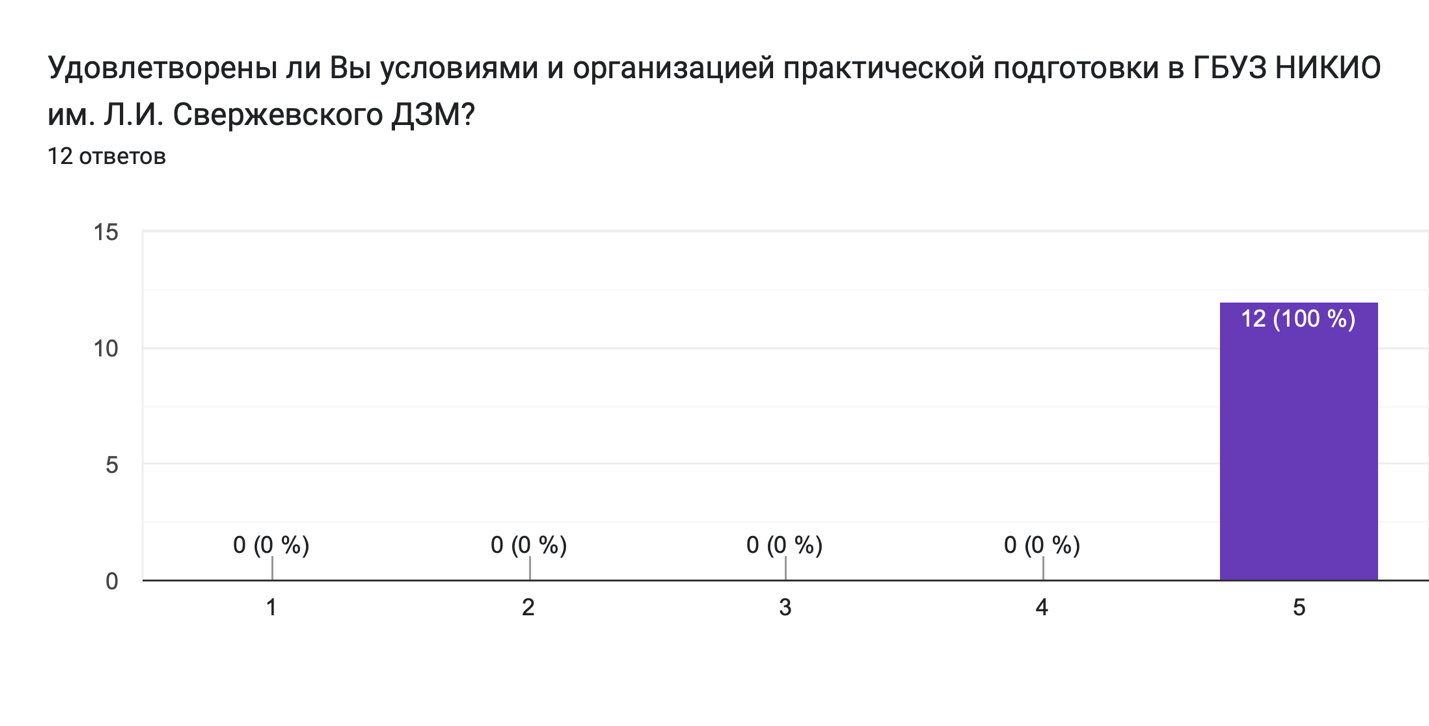 Удовлетворены ли Вы условиями и организацией практической подготовки в ГБУЗ НИКИО
им. Л.И. Свержевского ДЗМ?
12 ответов
15
12 (100 %)
10
5
0 (0 %) 0 (0 %) 0 (0 %) 0 (0 %)
0
1 2 3 4 5